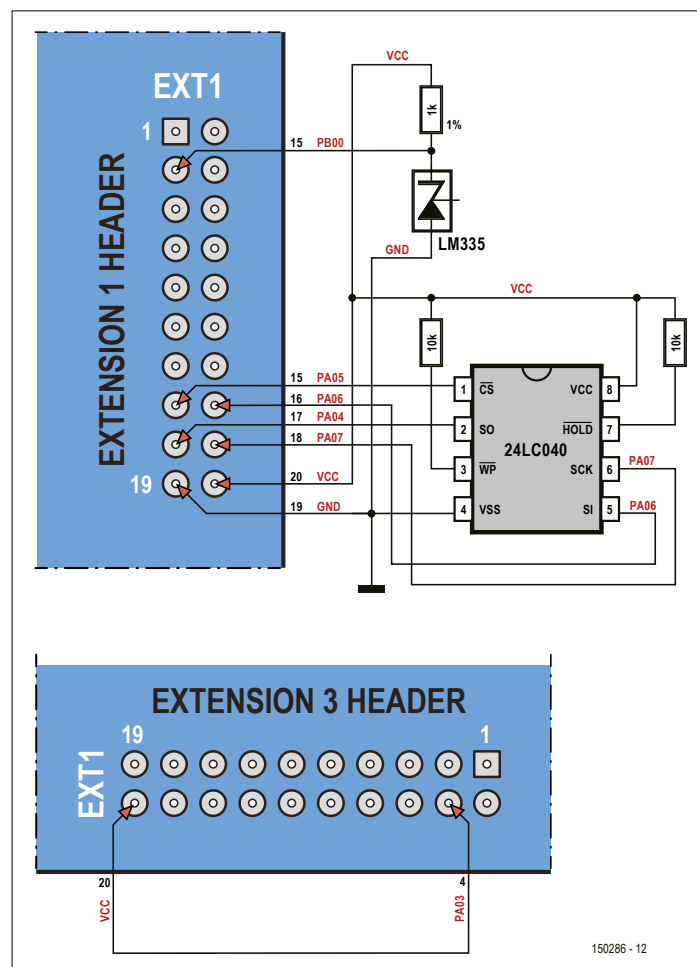 EXT1
EXTENSION 1 HEADER
1
19
VCC
1k
1%
15 PB00
LM335
GND
VCC
10k
10k
15 PA05
16 PA06
17 PA04
18 PA07
20 VCC
19 GND
24LC040
1 CS
2 SO
3 WP
4 VSS
VCC 8
HOLD 7
SCK 6
SI 5
PA07
PA06
EXTENSION 3 HEADER
EXT1
19
1
20
VCC
4
PA03
150286 - 12